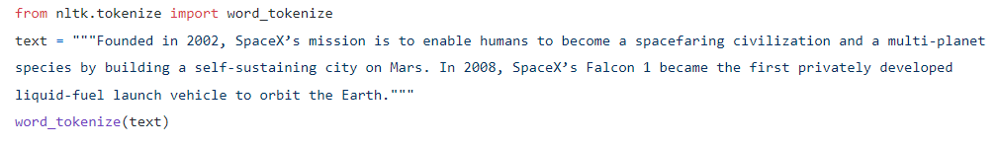 from nltk.tokenize import word_tokenize
text = """Founded in 2002, SpaceX’s mission is to enable humans to become a spacefaring civilization and a multi-planet
species by building a self-sustaining city on Mars. In 2008, SpaceX’s Falcon 1 became the first privately developed
liquid-fuel launch vehicle to orbit the Earth."""
word_tokenize(text)